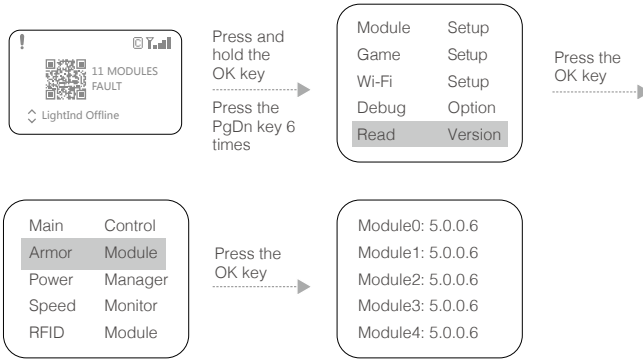 11 MODULES
FAULT
LightInd Offline
Press and
hold the
OK key
Press the
PgDn key 6
times
Module Setup
Game Setup
Wi-Fi Setup
Debug Option
Read Version
Press the
OK key
Main Control
Armor Module
Power Manager
Speed Monitor
RFID Module
Press the
OK key
Module0: 5.0.0.6
Module1: 5.0.0.6
Module2: 5.0.0.6
Module3: 5.0.0.6
Module4: 5.0.0.6